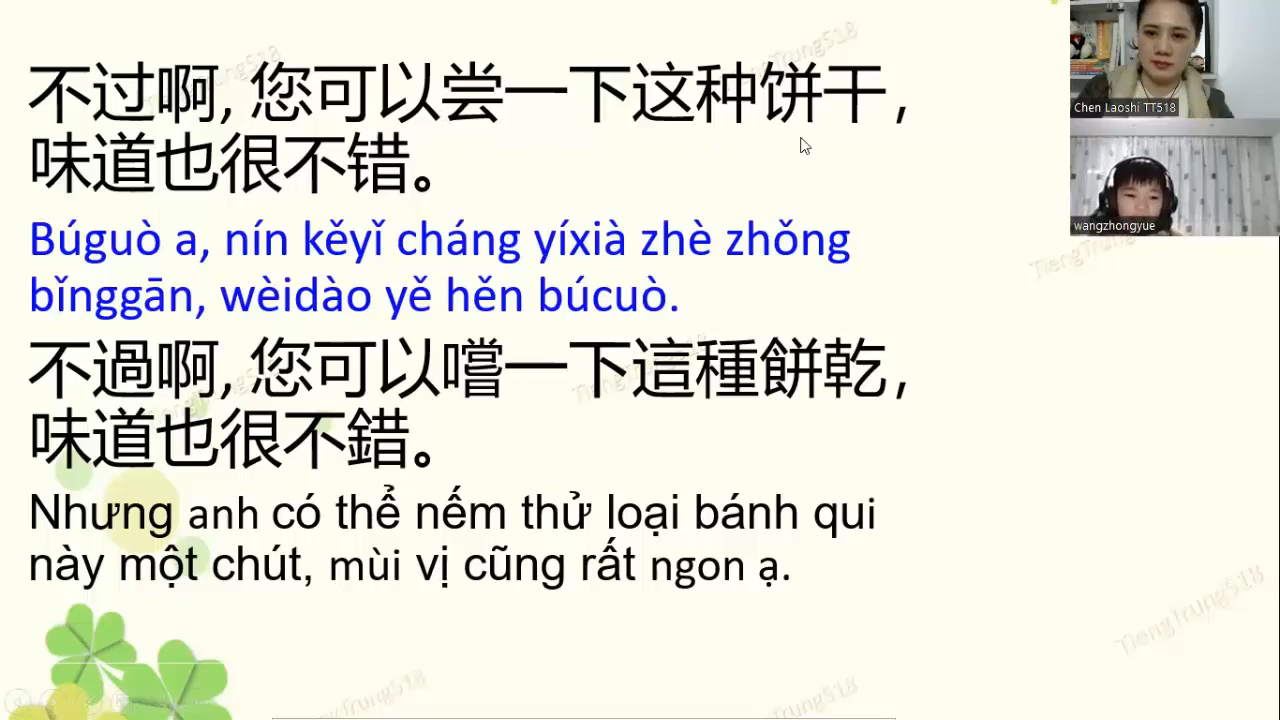 不过啊, 您可以尝一下这种饼干,
味道也很不错。
Búguò a, nín kěyǐ cháng yíxià zhè zhǒng
bǐnggān, wèidào yě hěn búcuò.
不過啊, 您可以嚐一下這種餅乾,
味道也很不錯。
Nhưng anh có thể nếm thử loại bánh qui
này một chút, mùi vị cũng rất ngon ạ.
Chen Laoshi TT518
wangzhongyue
TiengTrung518